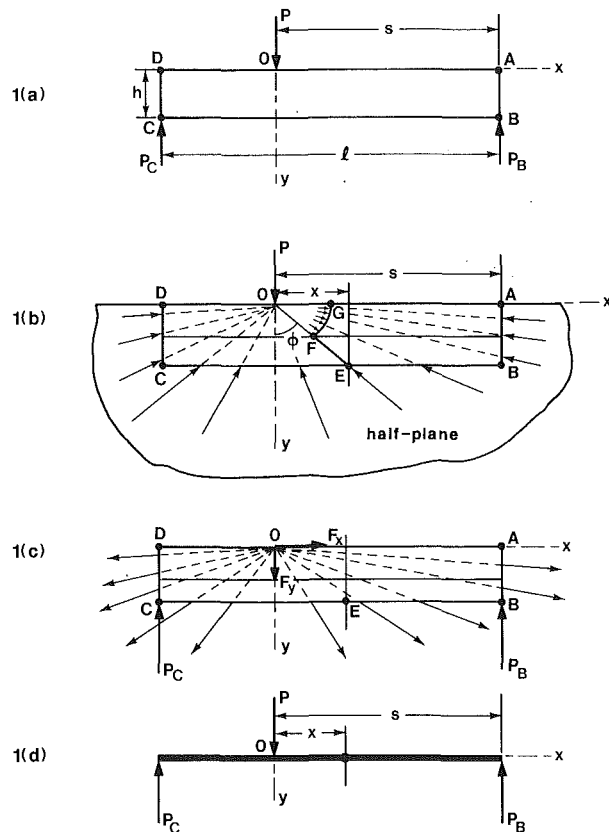 P
s
D
O
A
x
1(a)
h
C
B
ℓ
P_C
P_B
y
P
s
D
O
x
A
x
G
1(b)
ϕ
F
C
E
B
half-plane
y
D
O
F_x
A
x
1(c)
F_y
C
E
B
P_C
y
P_B
P
s
1(d)
O
x
x
y
P_C
P_B